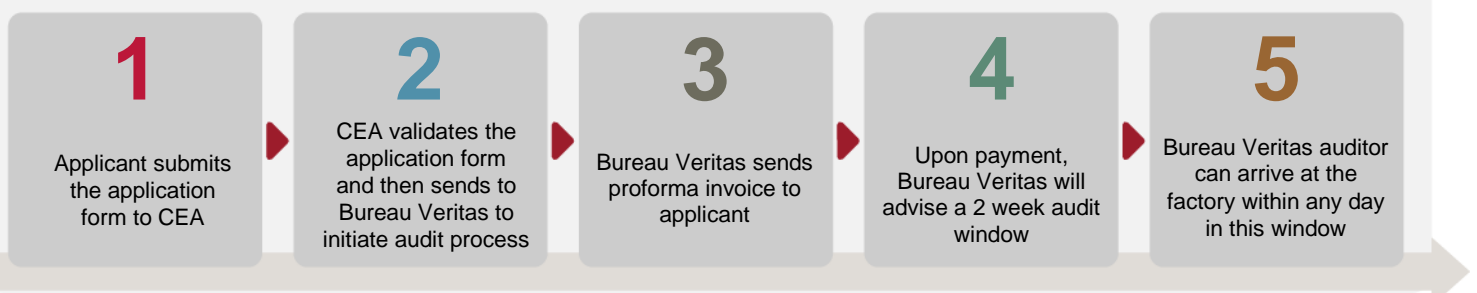 1
Applicant submits
the application
form to CEA
2
CEA validates the
application form
and then sends to
Bureau Veritas to
initiate audit process
3
Bureau Veritas sends
proforma invoice to
applicant
4
Upon payment,
Bureau Veritas will
advise a 2 week audit
window
5
Bureau Veritas auditor
can arrive at the
factory within any day
in this window